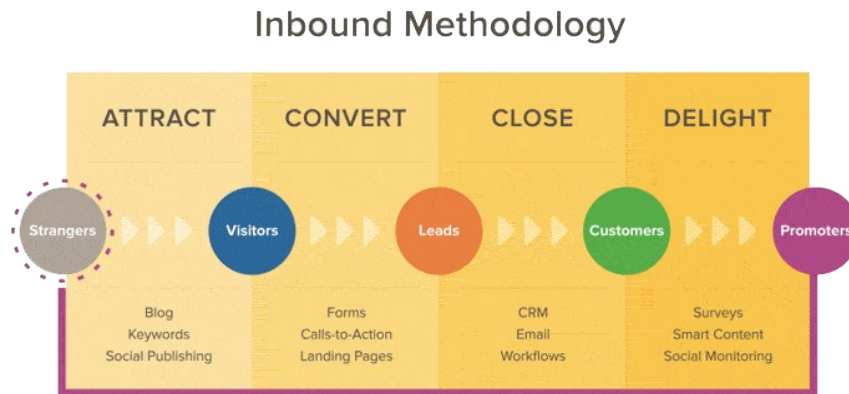 Inbound Methodology
ATTRACT
CONVERT
CLOSE
DELIGHT
Strangers
Visitors
Leads
Customers
Promoters
Blog
Keywords
Social Publishing
Forms
Calls-to-Action
Landing Pages
CRM
Email
Workflows
Surveys
Smart Content
Social Monitoring